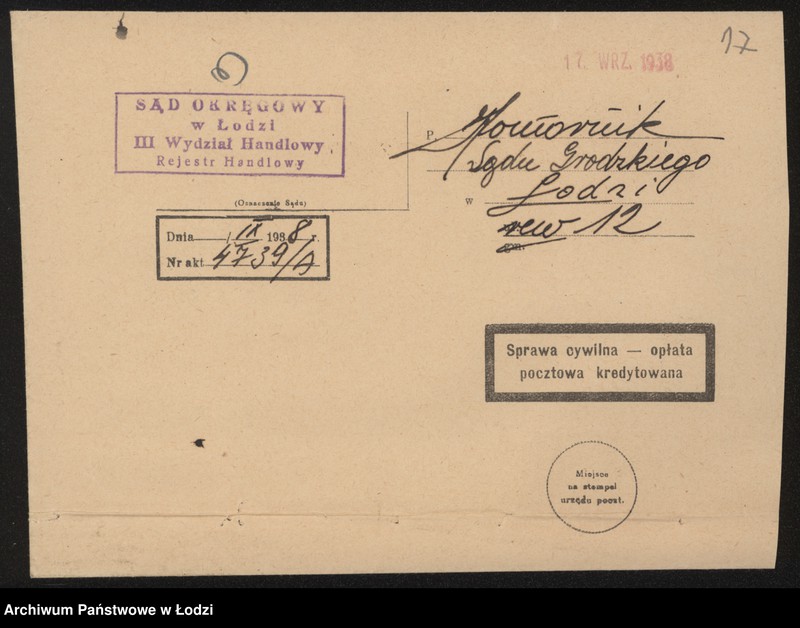 17
17. WRZ. 1938
SĄD OKRĘGOWY
w Łodzi
III Wydział Handlowy
Rejestr Handlowy
(Oznaczenie Sądu)
Dnia / IX 1938 r.
Nr akt 4739/A
P. Komornik
Sądu Grodzkiego
w Łodzi
rew 12
Sprawa cywilna — opłata
pocztowa kredytowana
Miejsce
na stempel
urzędu poczt.
Archiwum Państwowe w Łodzi